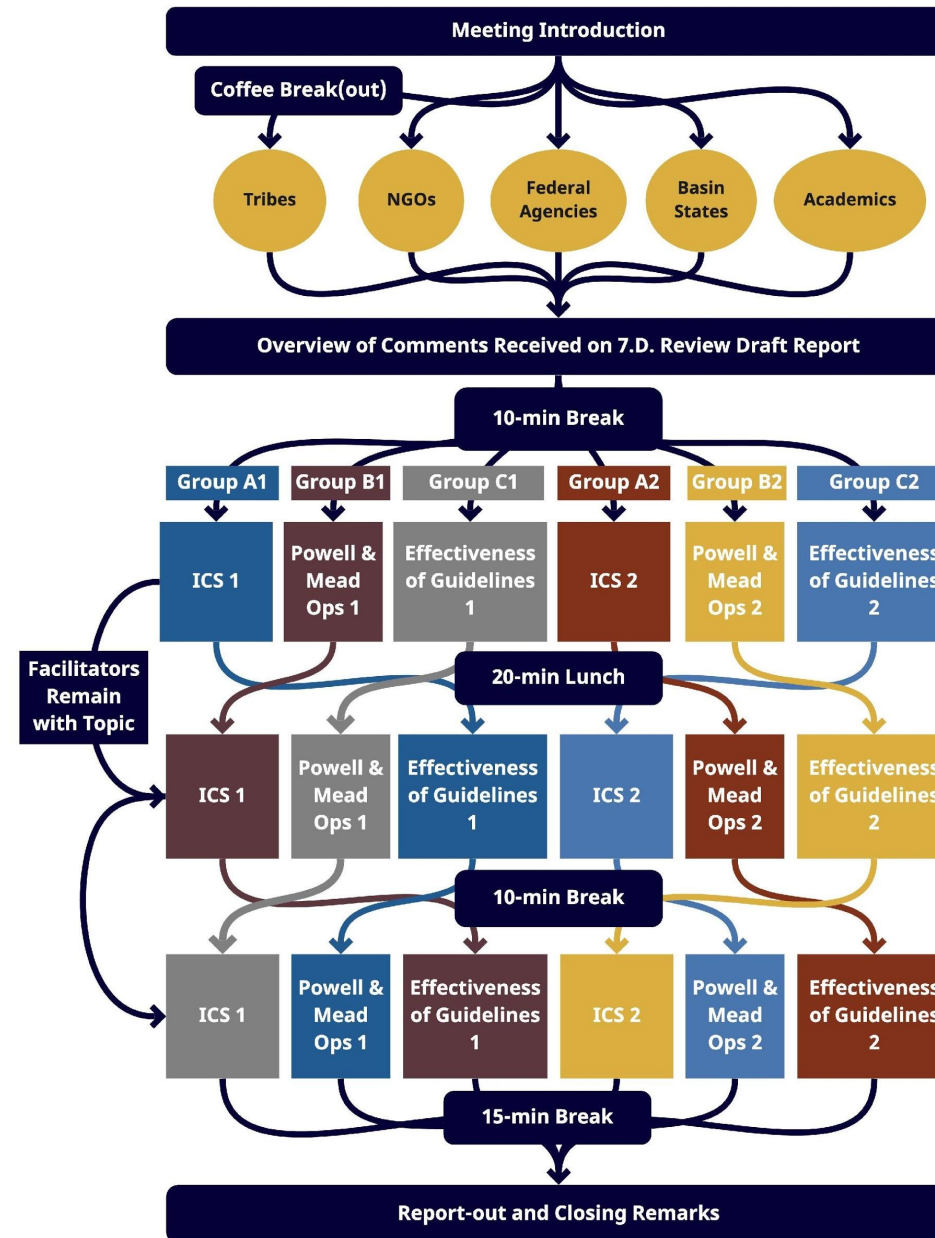 Meeting Introduction
Coffee Break(out)
Tribes
NGOs
Federal
Agencies
Basin
States
Academics
Overview of Comments Received on 7.D. Review Draft Report
10-min Break
Group A1
Group B1
Group C1
Group A2
Group B2
Group C2
ICS 1
Powell &
Mead
Ops 1
Effectiveness
of Guidelines
1
ICS 2
Powell &
Mead
Ops 2
Effectiveness
of Guidelines
2
Facilitators
Remain
with Topic
20-min Lunch
ICS 1
Powell &
Mead
Ops 1
Effectiveness
of Guidelines
1
ICS 2
Powell &
Mead
Ops 2
Effectiveness
of Guidelines
2
10-min Break
ICS 1
Powell &
Mead
Ops 1
Effectiveness
of Guidelines
1
ICS 2
Powell &
Mead
Ops 2
Effectiveness
of Guidelines
2
15-min Break
Report-out and Closing Remarks